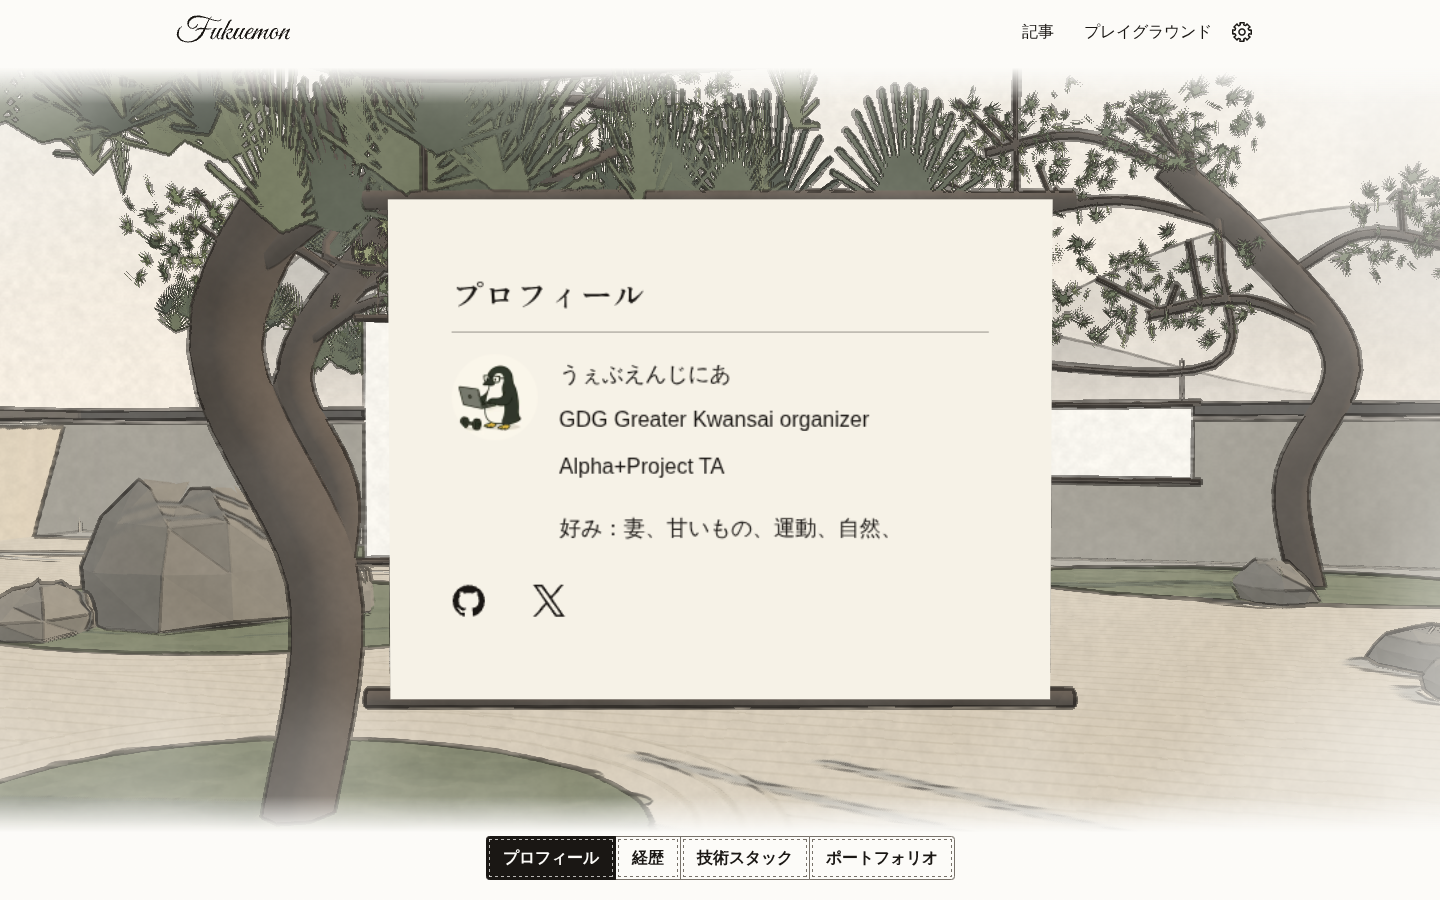 Fukuemon
記事 プレイグラウンド
プロフィール
うぇぶえんじにあ
GDG Greater Kwansai organizer
Alpha+Project TA
好み：妻、甘いもの、運動、自然、
プロフィール 経歴 技術スタック ポートフォリオ